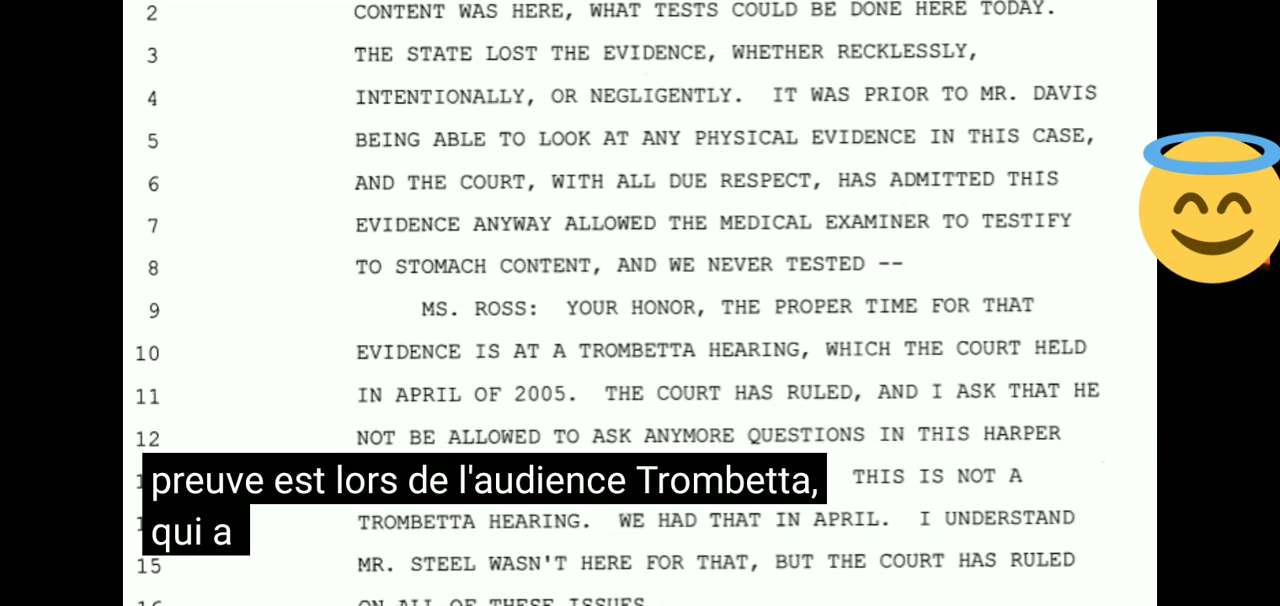 2 CONTENT WAS HERE, WHAT TESTS COULD BE DONE HERE TODAY.
3 THE STATE LOST THE EVIDENCE, WHETHER RECKLESSLY,
4 INTENTIONALLY, OR NEGLIGENTLY. IT WAS PRIOR TO MR. DAVIS
5 BEING ABLE TO LOOK AT ANY PHYSICAL EVIDENCE IN THIS CASE,
6 AND THE COURT, WITH ALL DUE RESPECT, HAS ADMITTED THIS
7 EVIDENCE ANYWAY ALLOWED THE MEDICAL EXAMINER TO TESTIFY
8 TO STOMACH CONTENT, AND WE NEVER TESTED --
9 MS. ROSS: YOUR HONOR, THE PROPER TIME FOR THAT
10 EVIDENCE IS AT A TROMBETTA HEARING, WHICH THE COURT HELD
11 IN APRIL OF 2005. THE COURT HAS RULED, AND I ASK THAT HE
12 NOT BE ALLOWED TO ASK ANYMORE QUESTIONS IN THIS HARPER
THIS IS NOT A
TROMBETTA HEARING. WE HAD THAT IN APRIL. I UNDERSTAND
15 MR. STEEL WASN'T HERE FOR THAT, BUT THE COURT HAS RULED
ON ALL OF THESE ISSUES
preuve est lors de l'audience Trombetta,
qui a